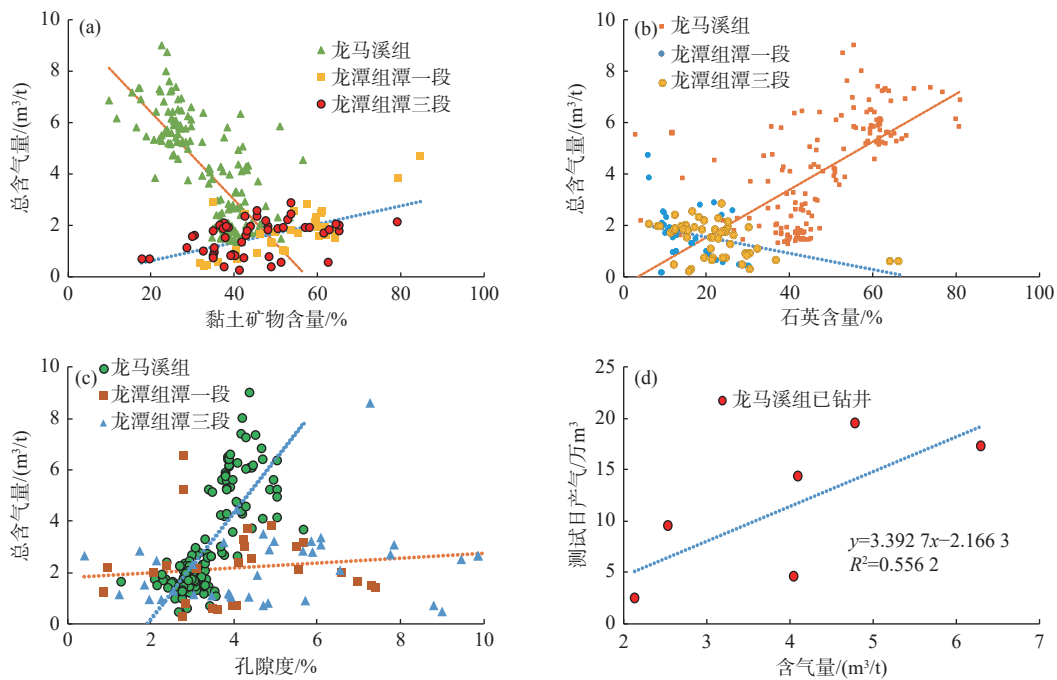 (a)
龙马溪组
龙潭组潭一段
龙潭组潭三段
总含气量/(m³/t)
10
8
6
4
2
0
0 20 40 60 80 100
黏土矿物含量/%
(b)
龙马溪组
龙潭组潭一段
龙潭组潭三段
总含气量/(m³/t)
10
8
6
4
2
0
0 20 40 60 80 100
石英含量/%
(c)
龙马溪组
龙潭组潭一段
龙潭组潭三段
总含气量/(m³/t)
10
8
6
4
2
0
0 2 4 6 8 10
孔隙度/%
(d)
龙马溪组已钻井
测试日产气/万m³
25
20
15
10
5
0
y=3.392 7x−2.166 3
R²=0.556 2
2 3 4 5 6 7
含气量/(m³/t)